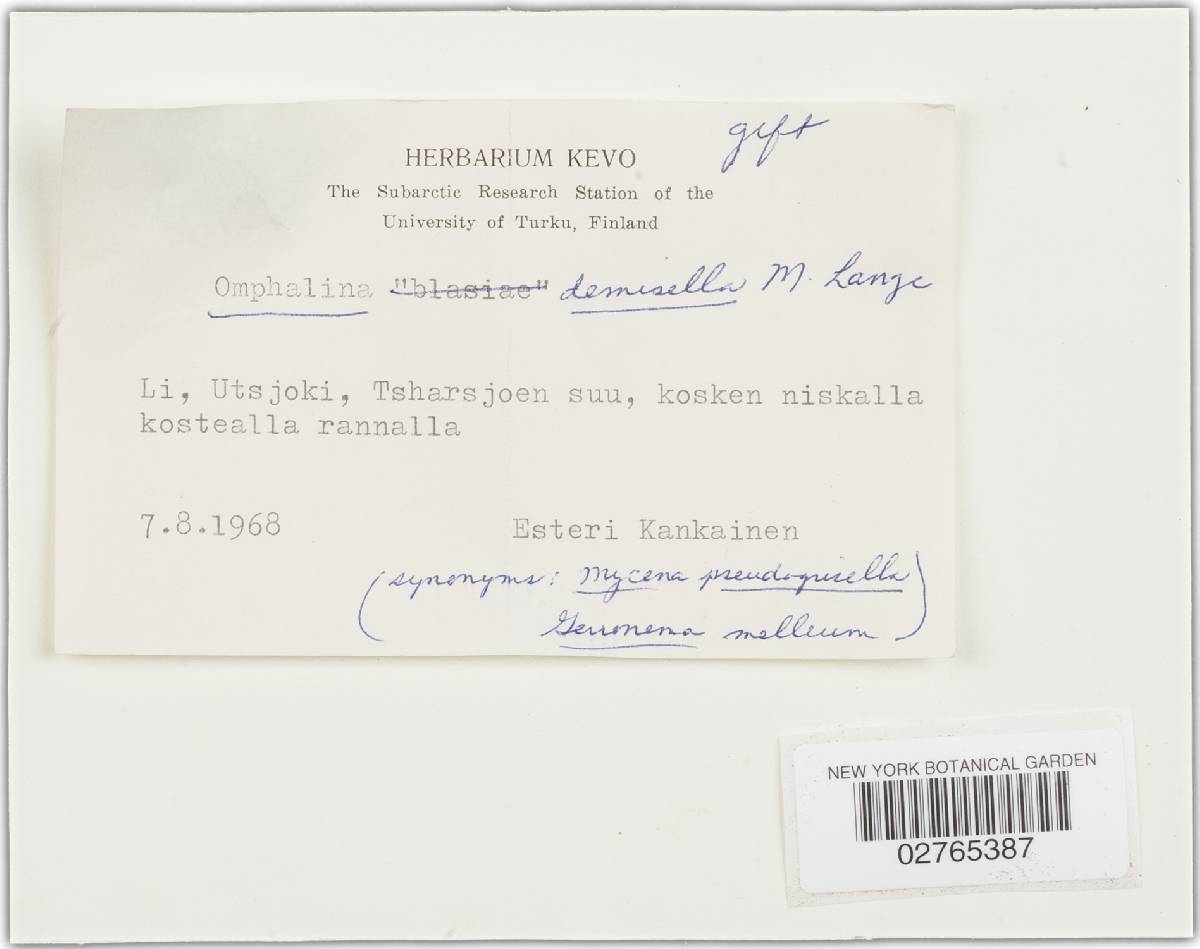 gift
HERBARIUM KEVO
The Subarctic Research Station of the
University of Turku, Finland
Omphalina "blasiae" demisella M. Lange
Li, Utsjoki, Tsharsjoen suu, kosken niskalla
kostealla rannalla
7.8.1968 Esteri Kankainen
(synonyms: Mycena pseudogrisella
Gerronema melleum)
NEW YORK BOTANICAL GARDEN
02765387